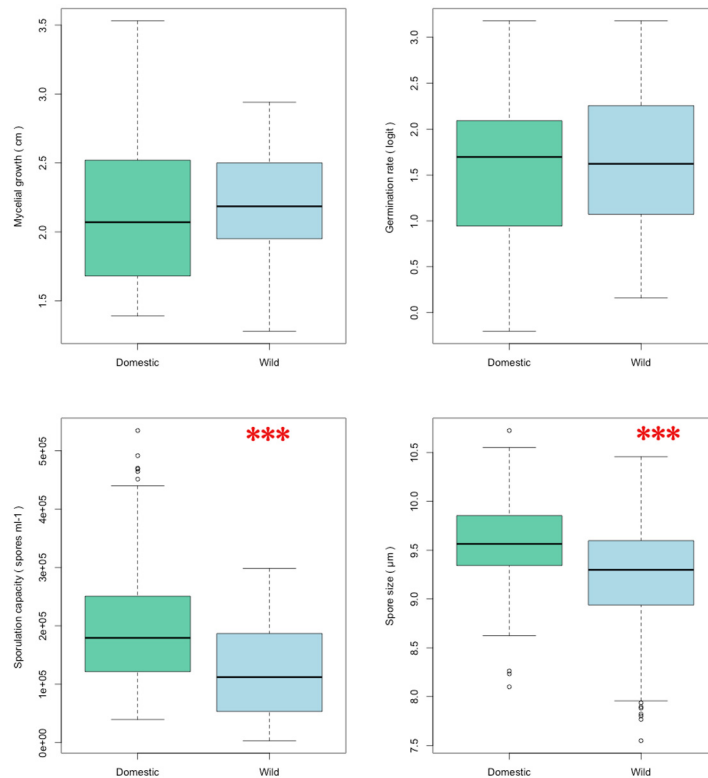 Mycelial growth ( cm )
3.5
3.0
2.5
2.0
1.5
Domestic
Wild
Germination rate ( logit )
3.0
2.5
2.0
1.5
1.0
0.5
0.0
Domestic
Wild
Sporulation capacity ( spores ml-1 )
5e+05
4e+05
3e+05
2e+05
1e+05
0e+00
***
Domestic
Wild
Spore size ( µm )
10.5
10.0
9.5
9.0
8.5
8.0
7.5
***
Domestic
Wild